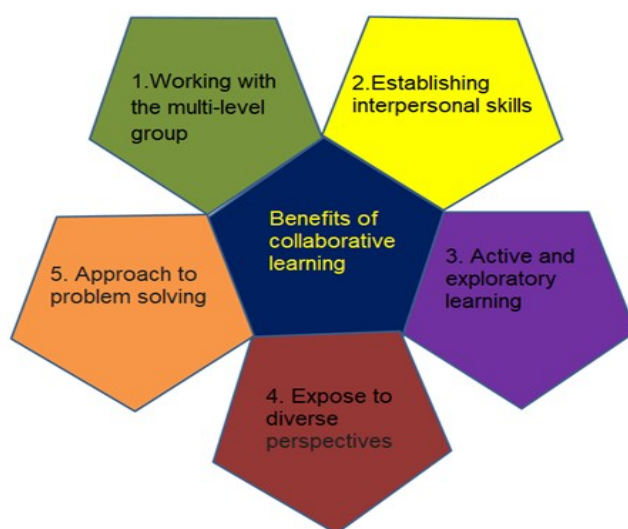 1.Working with
the multi-level
group
2.Establishing
interpersonal skills
Benefits of
collaborative
learning
3. Active and
exploratory
learning
4. Expose to
diverse
perspectives
5. Approach to
problem solving